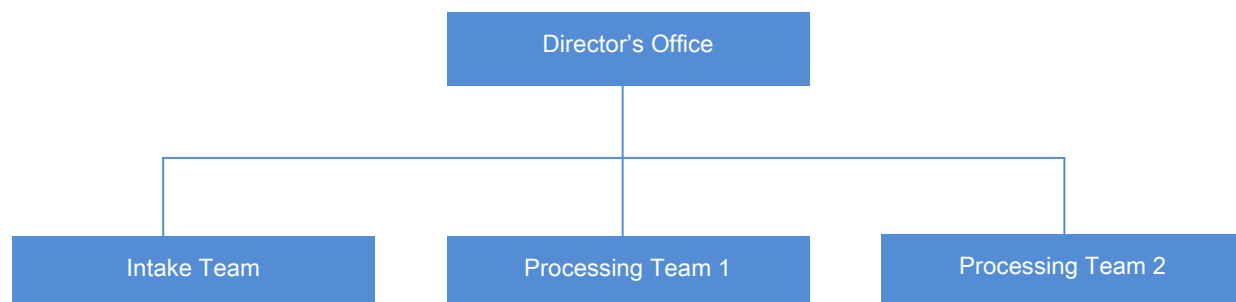 Director’s Office
Intake Team
Processing Team 1
Processing Team 2